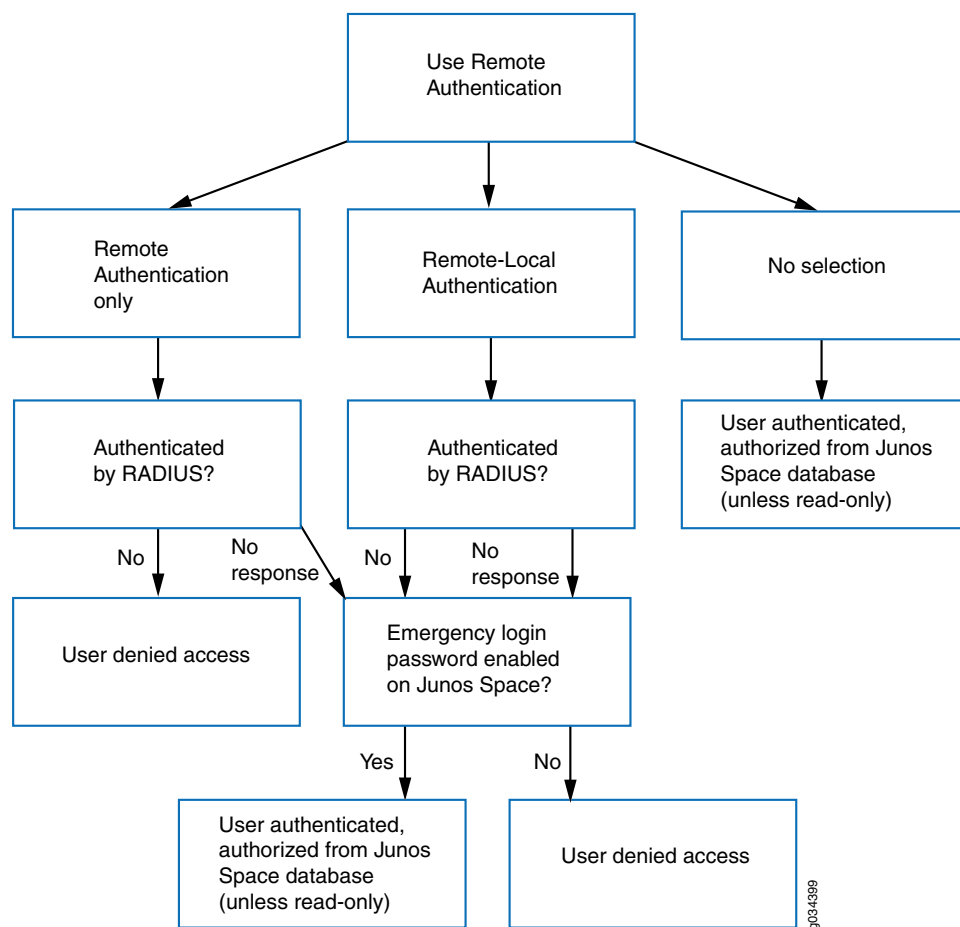 Use Remote
Authentication
Remote
Authentication
only
Remote-Local
Authentication
No selection
Authenticated
by RADIUS?
Authenticated
by RADIUS?
User authenticated,
authorized from Junos
Space database
(unless read-only)
No
No
response
No
No
response
User denied access
Emergency login
password enabled
on Junos Space?
Yes
No
User authenticated,
authorized from Junos
Space database
(unless read-only)
User denied access
g034399